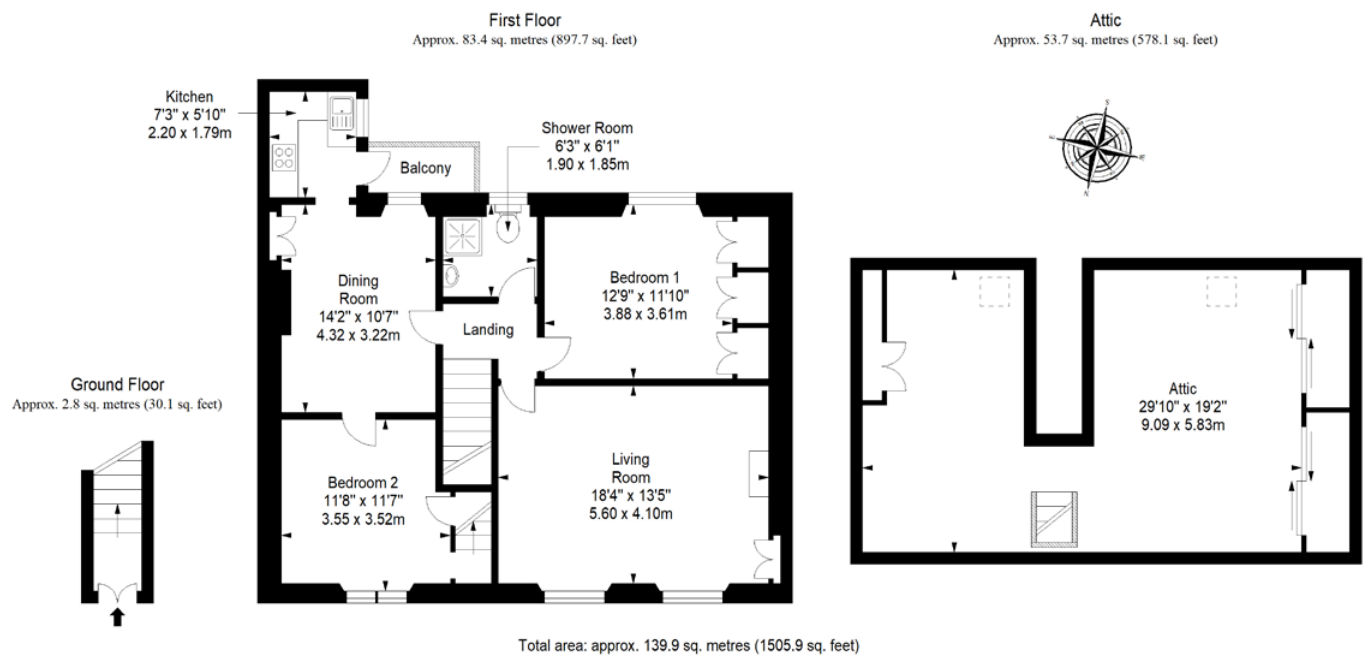 First Floor
Approx. 83.4 sq. metres (897.7 sq. feet)
Attic
Approx. 53.7 sq. metres (578.1 sq. feet)
Kitchen
7'3" x 5'10"
2.20 x 1.79m
Shower Room
6'3" x 6'1"
1.90 x 1.85m
Balcony
S
E
W
N
Dining
Room
14'2" x 10'7"
4.32 x 3.22m
Landing
Bedroom 1
12'9" x 11'10"
3.88 x 3.61m
Ground Floor
Approx. 2.8 sq. metres (30.1 sq. feet)
Attic
29'10" x 19'2"
9.09 x 5.83m
Bedroom 2
11'8" x 11'7"
3.55 x 3.52m
Living
Room
18'4" x 13'5"
5.60 x 4.10m
Total area: approx. 139.9 sq. metres (1505.9 sq. feet)